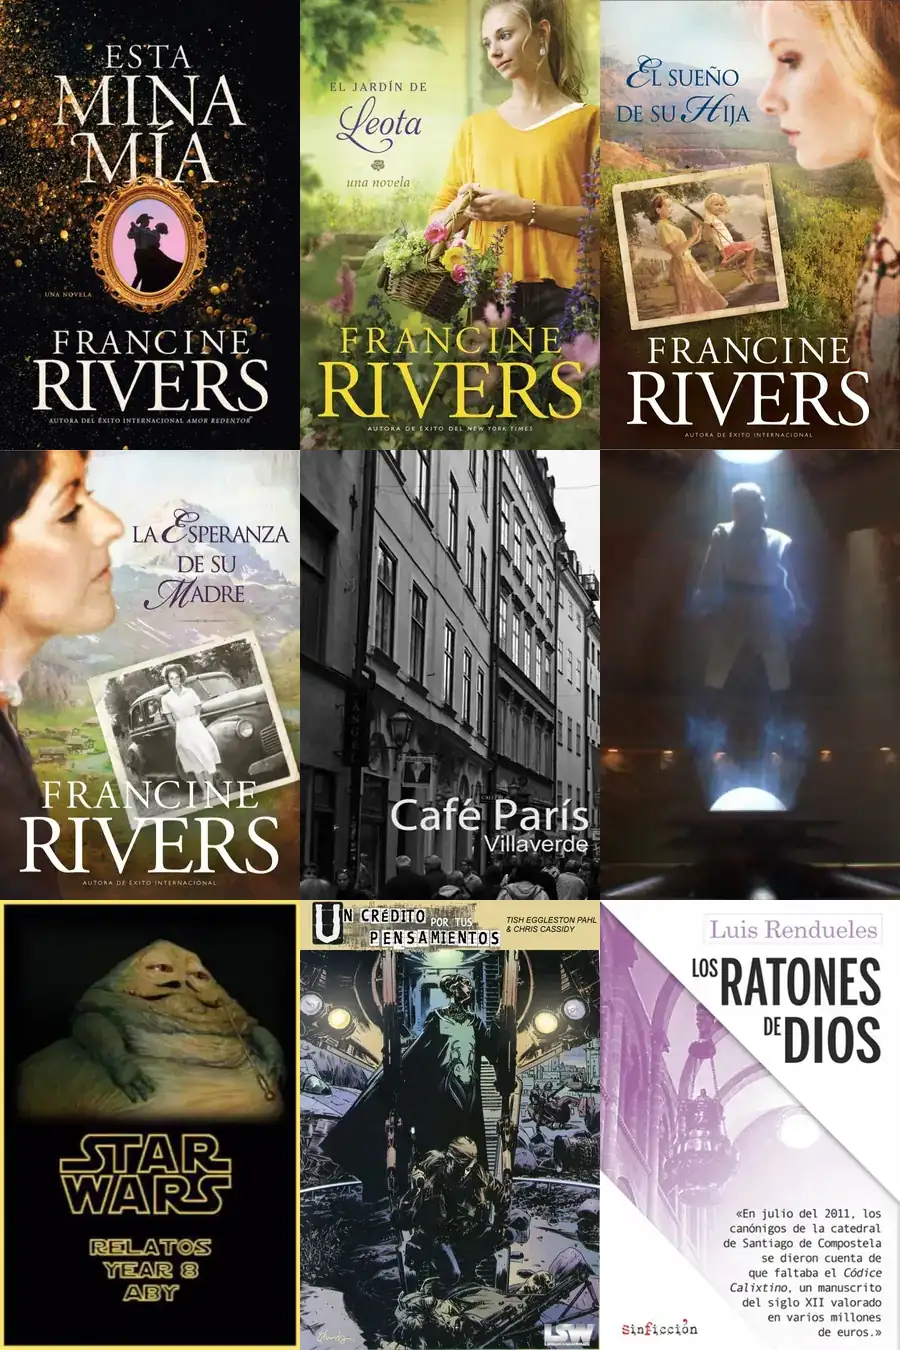 ESTA
MINA
MÍA
UNA NOVELA
FRANCINE
RIVERS
AUTORA DEL ÉXITO INTERNACIONAL AMOR REDENTOR
EL JARDÍN DE
Leota
una novela
FRANCINE
RIVERS
AUTORA DE ÉXITO DEL NEW YORK TIMES
EL SUEÑO
DE SU HIJA
FRANCINE
RIVERS
AUTORA DE ÉXITO INTERNACIONAL
LA ESPERANZA
DE SU
MADRE
FRANCINE
RIVERS
AUTORA DE ÉXITO INTERNACIONAL
Café París
Villaverde
STAR
WARS
RELATOS
YEAR 8
ABY
UN CRÉDITO POR TUS
PENSAMIENTOS
TISH EGGLESTON PAHL
& CHRIS CASSIDY
LSW
Luis Rendueles
LOS RATONES
DE DIOS
«En julio del 2011, los
canónigos de la catedral
de Santiago de Compostela
se dieron cuenta de
que faltaba el Códice
Calixtino, un manuscrito
del siglo XII valorado
en varios millones
de euros.»
sinficción